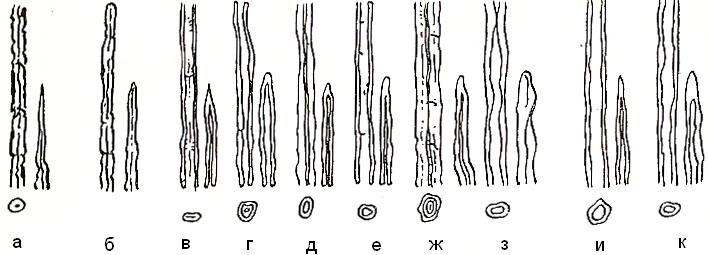 а б в г д е ж з и к